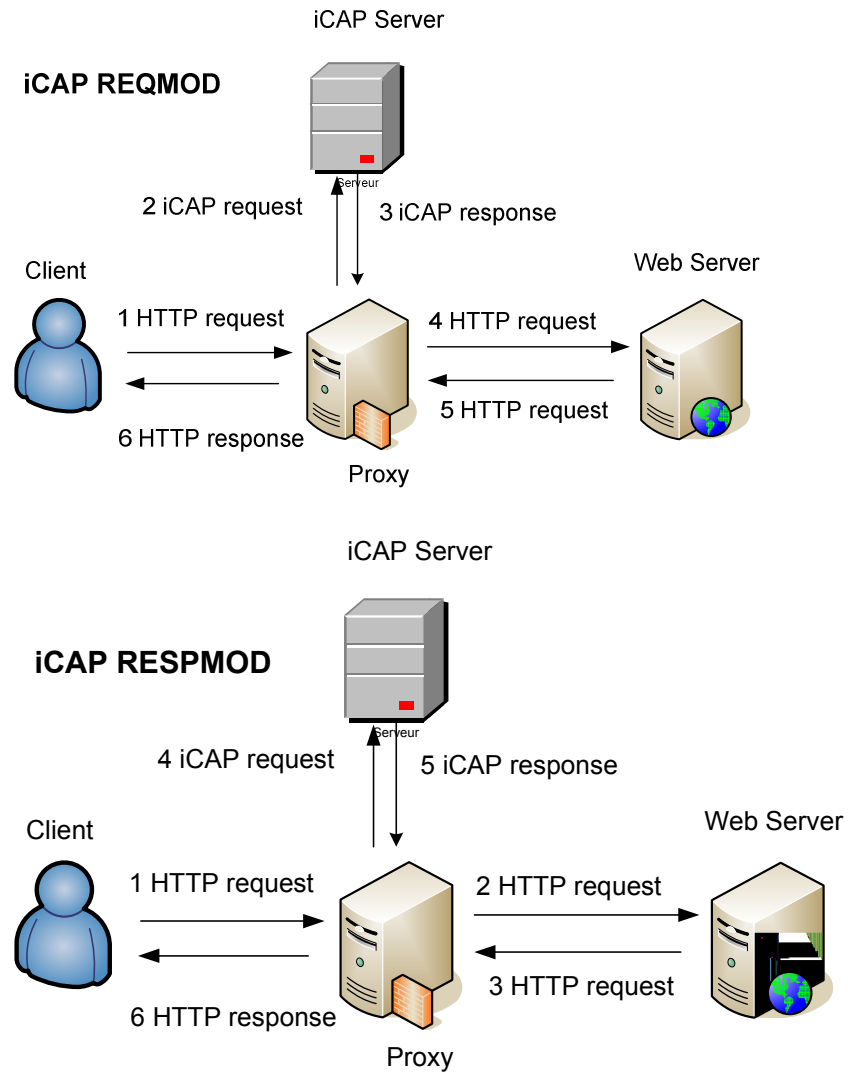 iCAP Server
iCAP REQMOD
Serveur
2 iCAP request
3 iCAP response
Client
Web Server
1 HTTP request
4 HTTP request
5 HTTP request
6 HTTP response
Proxy
iCAP Server
iCAP RESPMOD
Serveur
4 iCAP request
5 iCAP response
Client
Web Server
1 HTTP request
2 HTTP request
3 HTTP request
6 HTTP response
Proxy